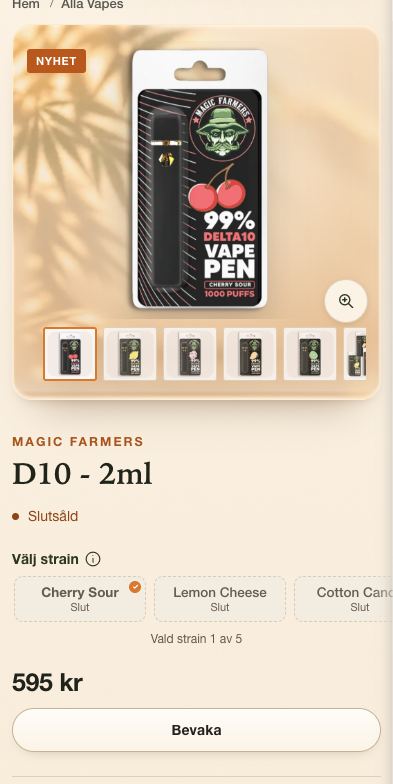 Hem / Alla Vapes
NYHET
MAGIC FARMERS
99%
DELTA10
VAPE
PEN
CHERRY SOUR
1000 PUFFS
MAGIC FARMERS
D10 - 2ml
Slutsåld
Välj strain
Cherry Sour
Slut
Lemon Cheese
Slut
Cotton Canc
Slut
Vald strain 1 av 5
595 kr
Bevaka